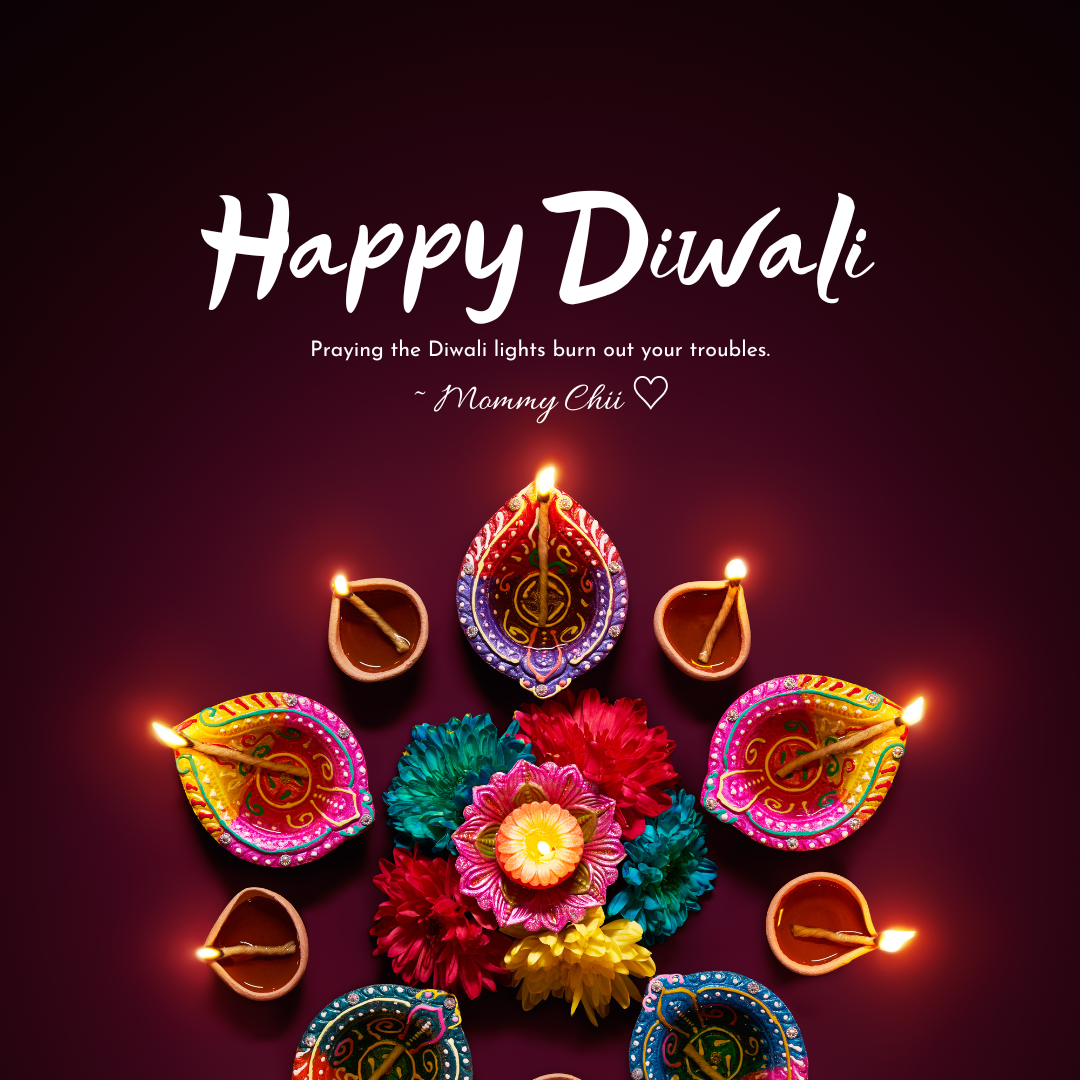 Happy Diwali
Praying the Diwali lights burn out your troubles.
~ Mommy Chii ♡